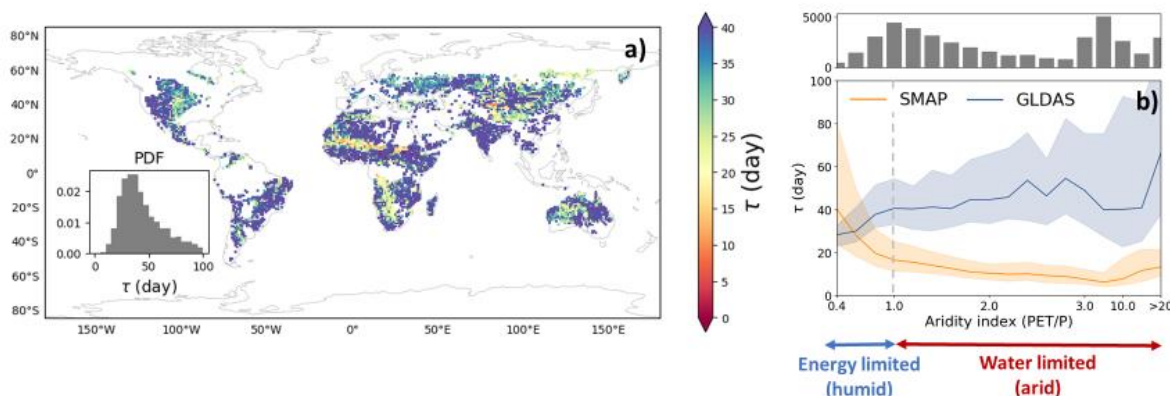 a)
80°N
60°N
40°N
20°N
0°
20°S
40°S
60°S
80°S
150°W 100°W 50°W 0° 50°E 100°E 150°E
PDF
0.02
0.01
0.00
0 50 100
τ (day)
40
35
30
25
20
15
10
5
0
τ (day)
5000
0
b)
SMAP GLDAS
100
80
60
40
20
0
τ (day)
0.4 1.0 2.0 3.0 10.0 >20
Aridity index (PET/P)
Energy limited
(humid)
Water limited
(arid)